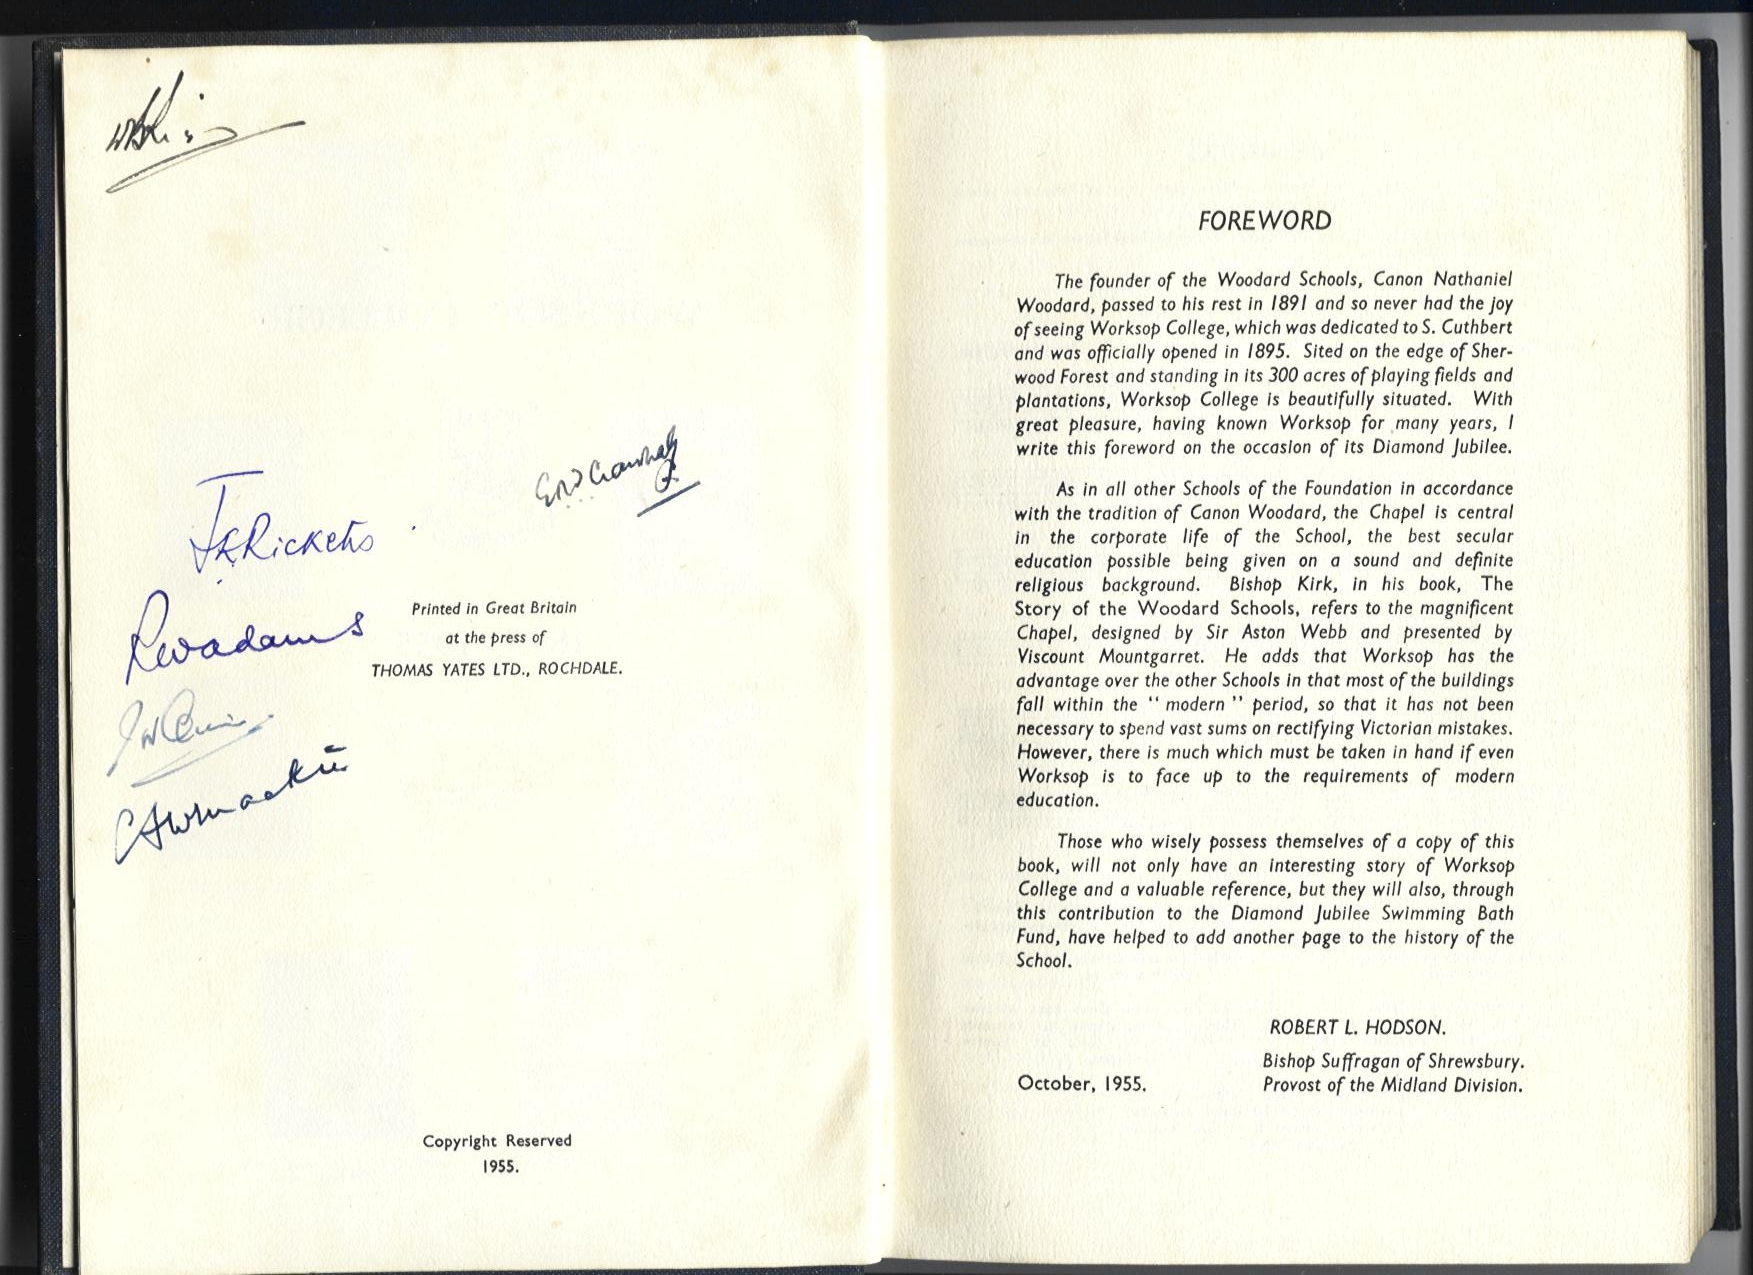 Ricketts
Rwadams
Printed in Great Britain
at the press of
THOMAS YATES LTD., ROCHDALE.
Copyright Reserved
1955.
FOREWORD
The founder of the Woodard Schools, Canon Nathaniel
Woodard, passed to his rest in 1891 and so never had the joy
of seeing Worksop College, which was dedicated to S. Cuthbert
and was officially opened in 1895. Sited on the edge of Sher-
wood Forest and standing in its 300 acres of playing fields and
plantations, Worksop College is beautifully situated. With
great pleasure, having known Worksop for many years, I
write this foreword on the occasion of its Diamond Jubilee.
As in all other Schools of the Foundation in accordance
with the tradition of Canon Woodard, the Chapel is central
in the corporate life of the School, the best secular
education possible being given on a sound and definite
religious background. Bishop Kirk, in his book, The
Story of the Woodard Schools, refers to the magnificent
Chapel, designed by Sir Aston Webb and presented by
Viscount Mountgarret. He adds that Worksop has the
advantage over the other Schools in that most of the buildings
fall within the “ modern ” period, so that it has not been
necessary to spend vast sums on rectifying Victorian mistakes.
However, there is much which must be taken in hand if even
Worksop is to face up to the requirements of modern
education.
Those who wisely possess themselves of a copy of this
book, will not only have an interesting story of Worksop
College and a valuable reference, but they will also, through
this contribution to the Diamond Jubilee Swimming Bath
Fund, have helped to add another page to the history of the
School.
ROBERT L. HODSON.
Bishop Suffragan of Shrewsbury.
October, 1955. Provost of the Midland Division.